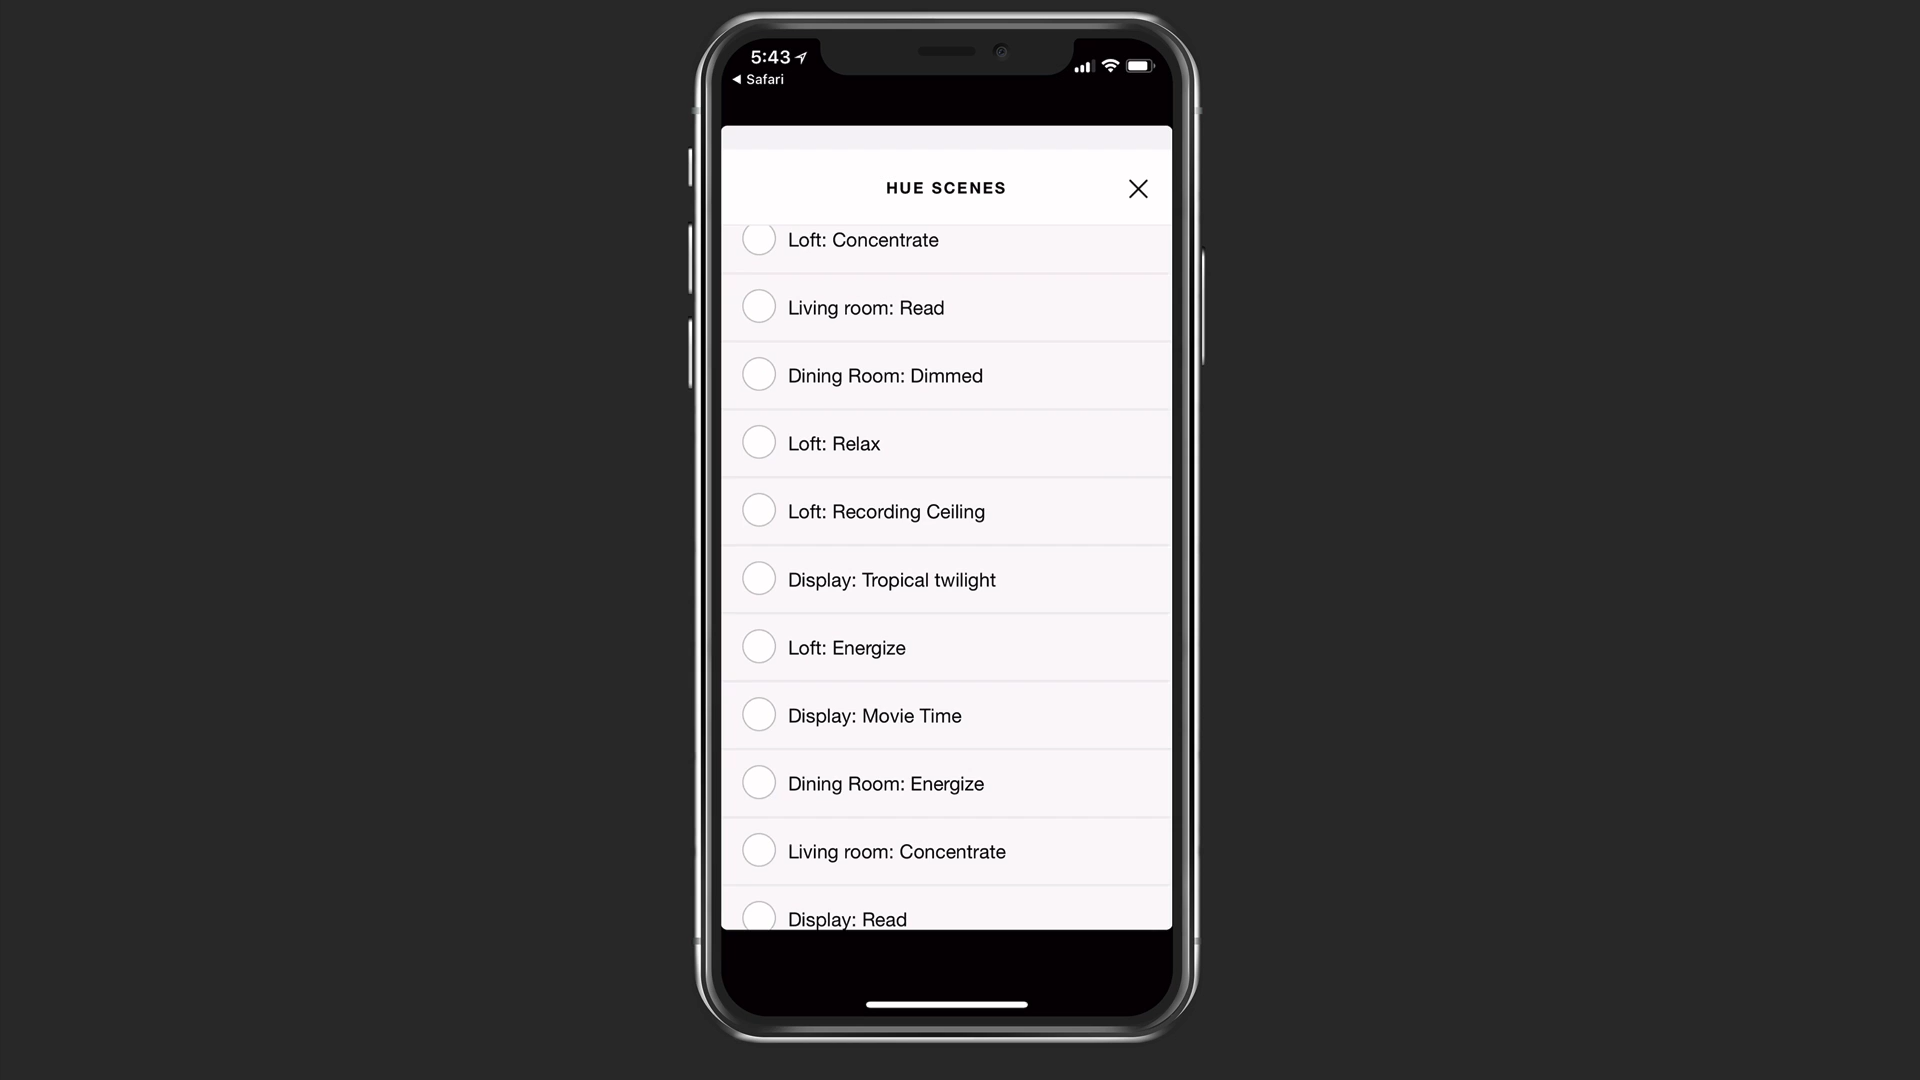 5:43
Safari
HUE SCENES
Loft: Concentrate
Living room: Read
Dining Room: Dimmed
Loft: Relax
Loft: Recording Ceiling
Display: Tropical twilight
Loft: Energize
Display: Movie Time
Dining Room: Energize
Living room: Concentrate
Display: Read